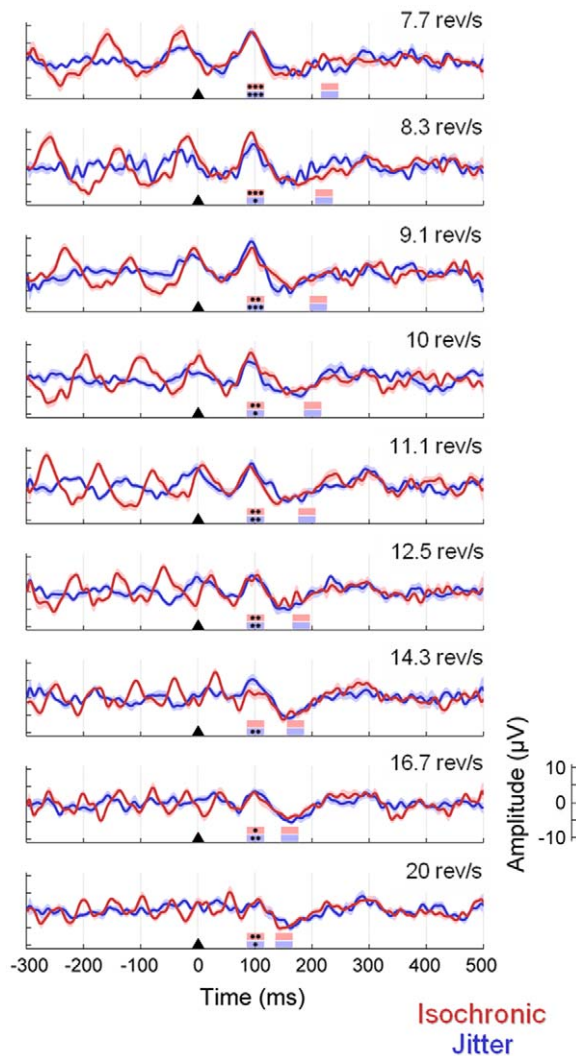 7.7 rev/s
8.3 rev/s
9.1 rev/s
10 rev/s
11.1 rev/s
12.5 rev/s
14.3 rev/s
16.7 rev/s
20 rev/s
Amplitude (µV)
10
0
-10
-300 -200 -100 0 100 200 300 400 500
Time (ms)
Isochronic
Jitter